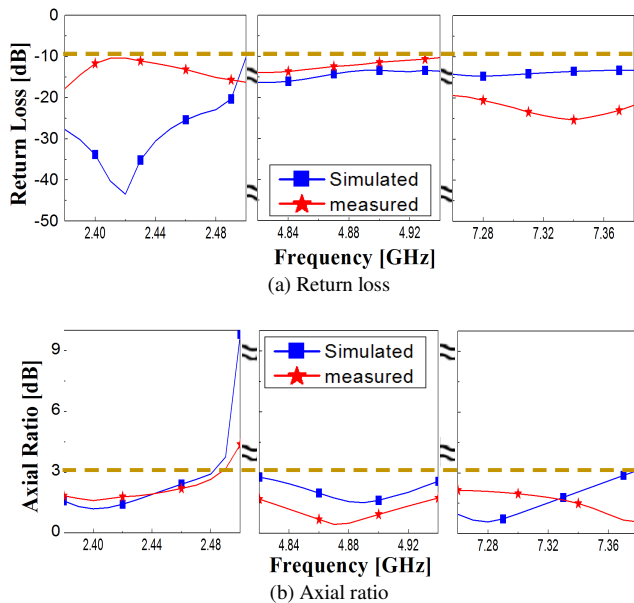 Return Loss [dB]
0
-10
-20
-30
-40
-50
Simulated
measured
2.40
2.44
2.48
4.84
4.88
4.92
7.28
7.32
7.36
Frequency [GHz]
(a) Return loss
Axial Ratio [dB]
9
6
3
0
Simulated
measured
2.40
2.44
2.48
4.84
4.88
4.92
7.28
7.32
7.36
Frequency [GHz]
(b) Axial ratio